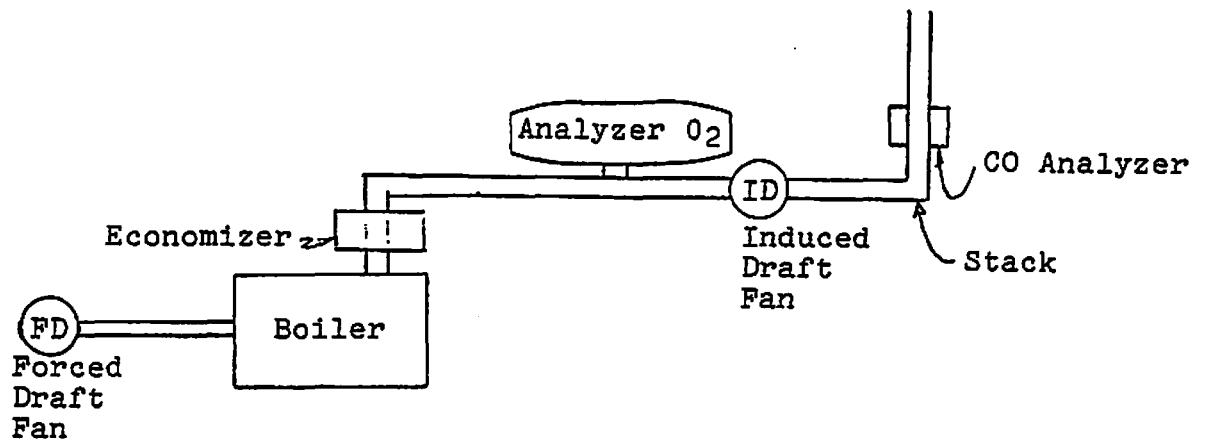 Analyzer O2
CO Analyzer
ID
Economizer
Induced
Draft
Fan
Stack
FD
Boiler
Forced
Draft
Fan